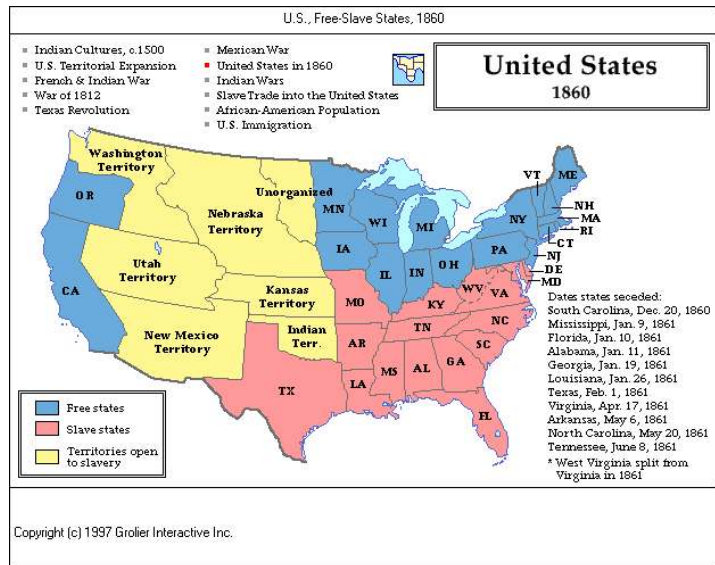 U.S., Free-Slave States, 1860
Indian Cultures, c.1500
U.S. Territorial Expansion
French & Indian War
War of 1812
Texas Revolution
Mexican War
United States in 1860
Indian Wars
Slave Trade into the United States
African-American Population
U.S. Immigration
United States
1860
Washington
Territory
OR
CA
Utah
Territory
New Mexico
Territory
Unorganized
Nebraska
Territory
Kansas
Territory
Indian
Terr.
MN
WI
MI
IA
IL
IN
OH
PA
NY
VT
ME
NH
MA
RI
CT
NJ
DE
MD
MO
KY
WV
VA
NC
TN
SC
AR
MS
AL
GA
LA
TX
FL
Dates states seceded:
South Carolina, Dec. 20, 1860
Mississippi, Jan. 9, 1861
Florida, Jan. 10, 1861
Alabama, Jan. 11, 1861
Georgia, Jan. 19, 1861
Louisiana, Jan. 26, 1861
Texas, Feb. 1, 1861
Virginia, Apr. 17, 1861
Arkansas, May 6, 1861
North Carolina, May 20, 1861
Tennessee, June 8, 1861
* West Virginia split from
Virginia in 1861
Free states
Slave states
Territories open
to slavery
Copyright (c) 1997 Grolier Interactive Inc.